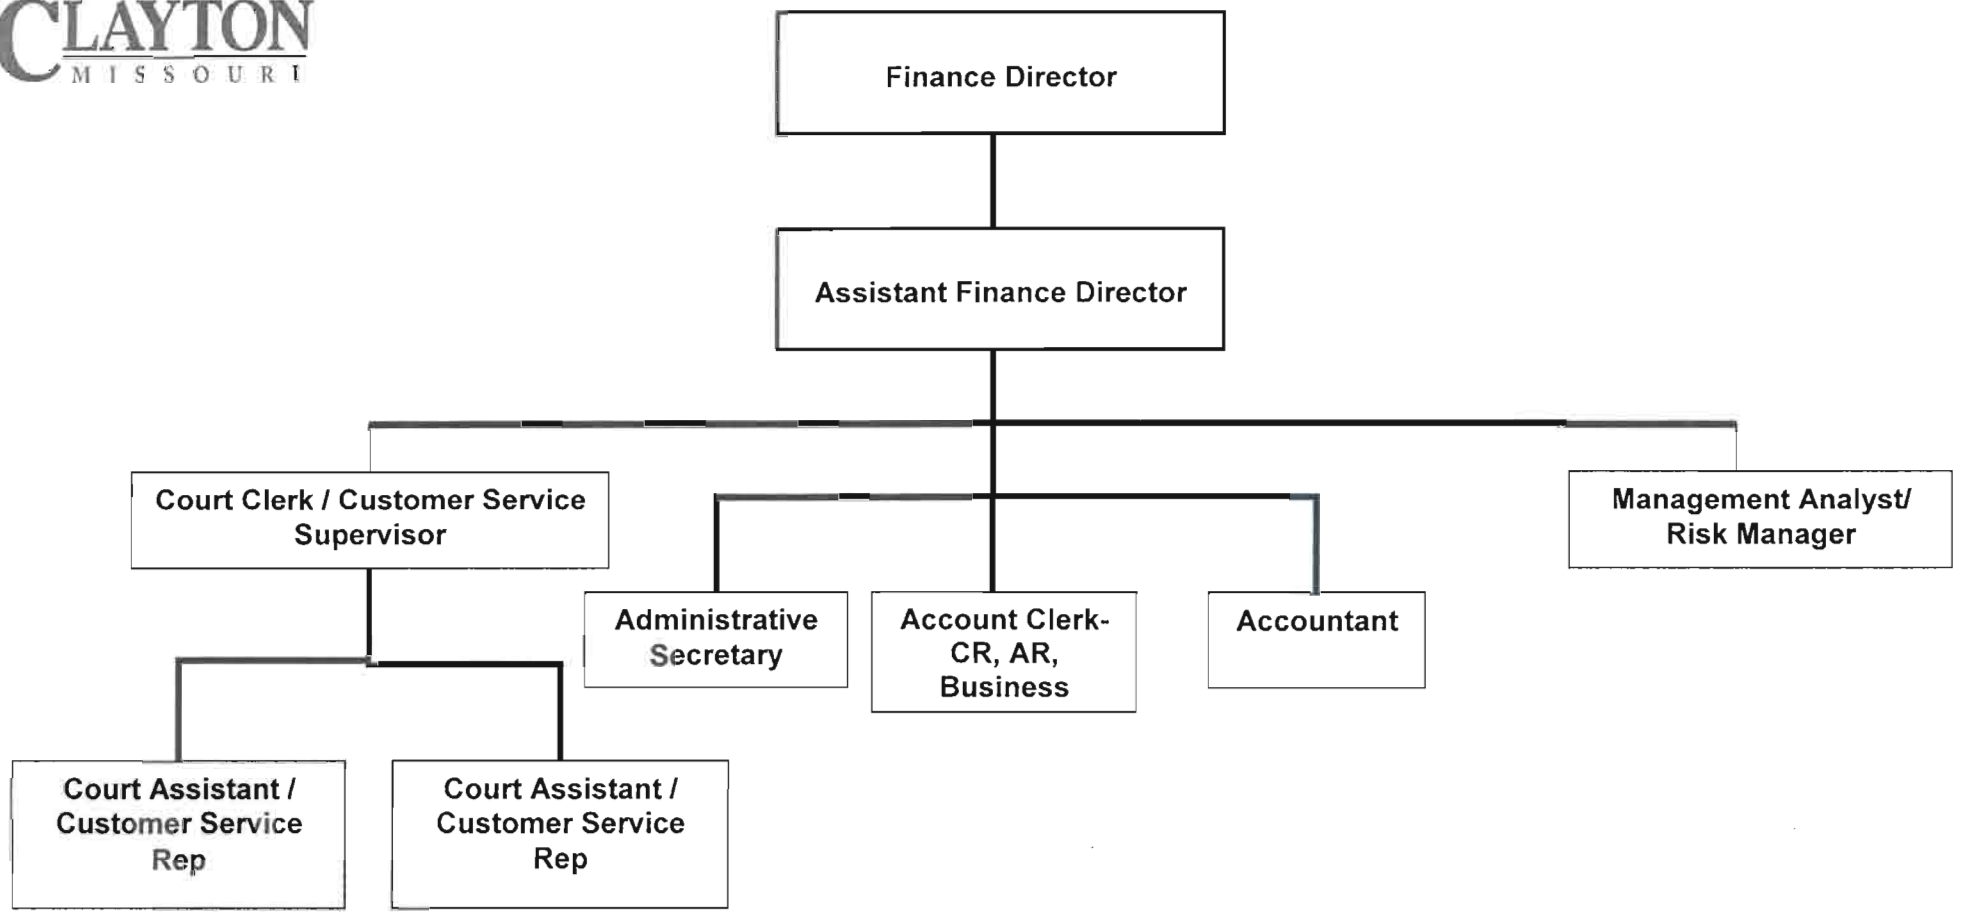 CLAYTON
MISSOURI
Finance Director
Assistant Finance Director
Court Clerk / Customer Service
Supervisor
Management Analyst/
Risk Manager
Administrative
Secretary
Account Clerk-
CR, AR,
Business
Accountant
Court Assistant /
Customer Service
Rep
Court Assistant /
Customer Service
Rep